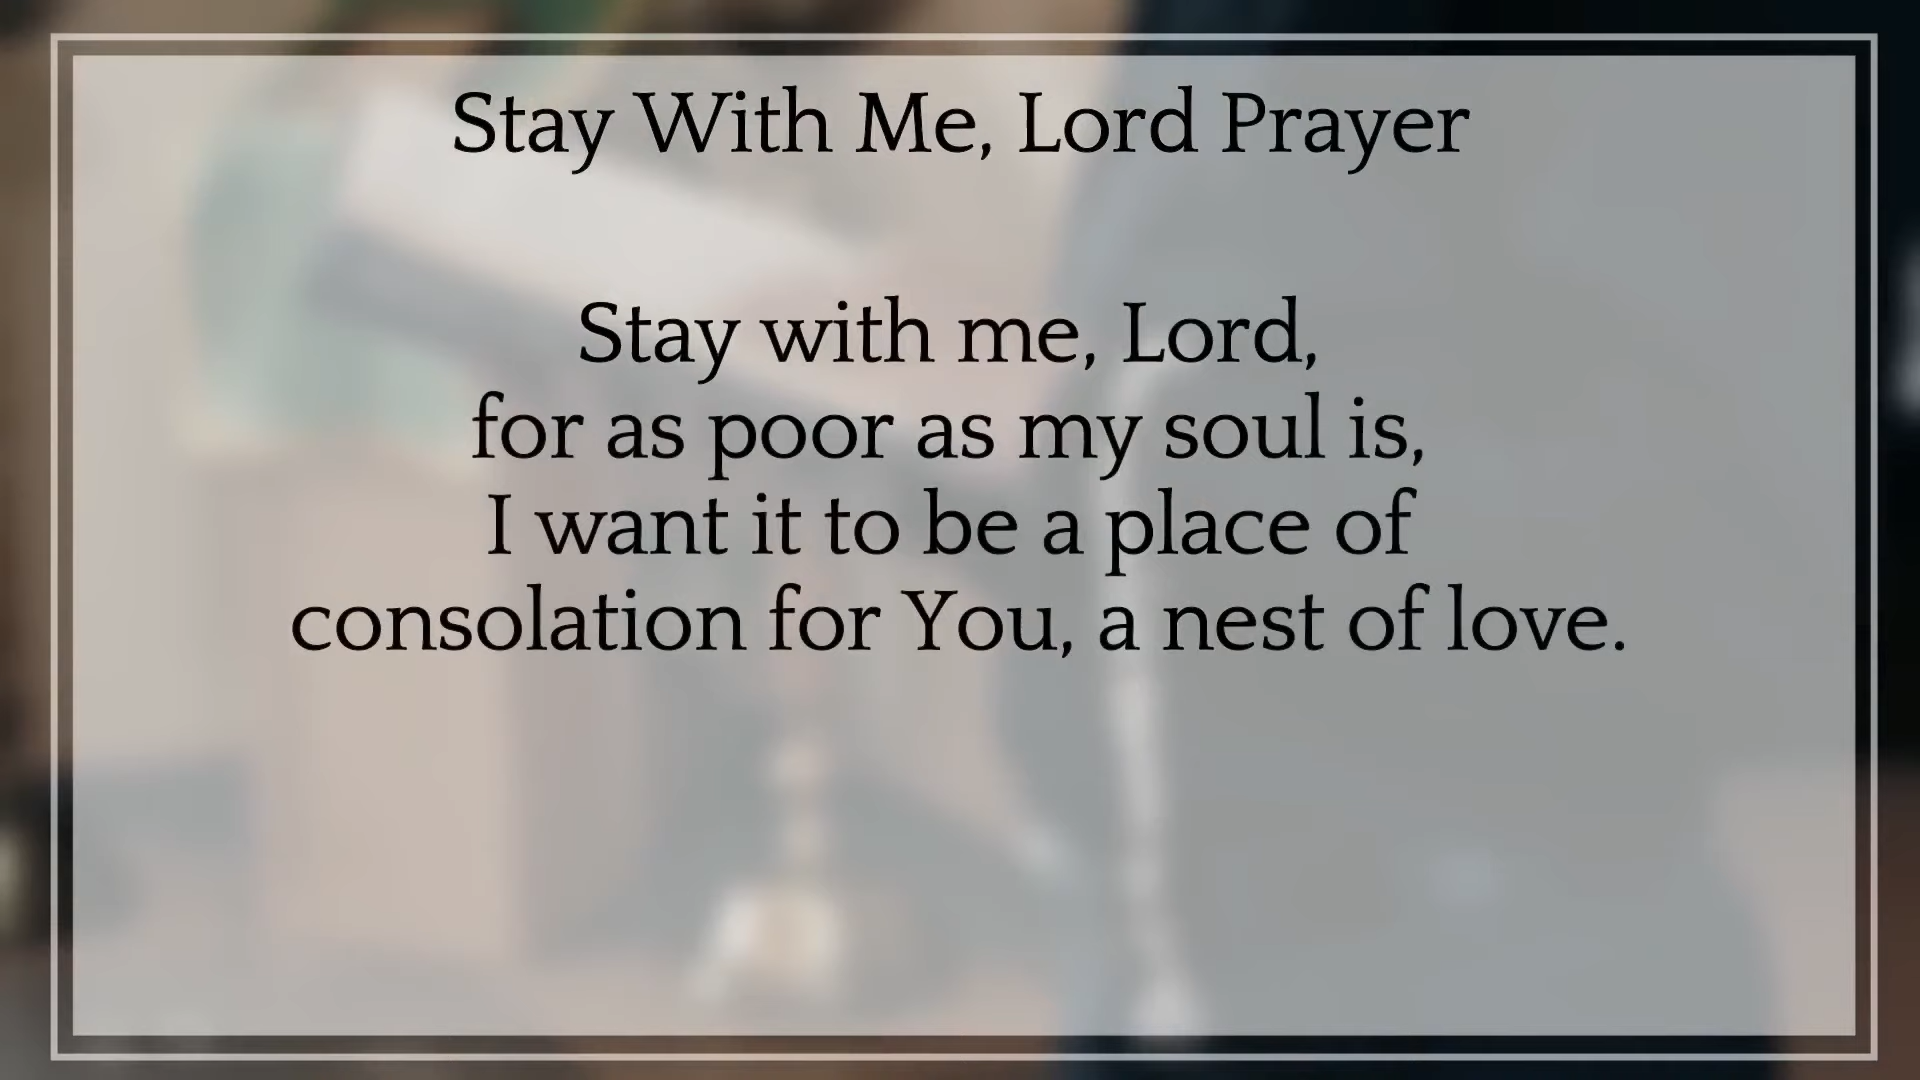 Stay With Me, Lord Prayer
Stay with me, Lord,
for as poor as my soul is,
I want it to be a place of
consolation for You, a nest of love.